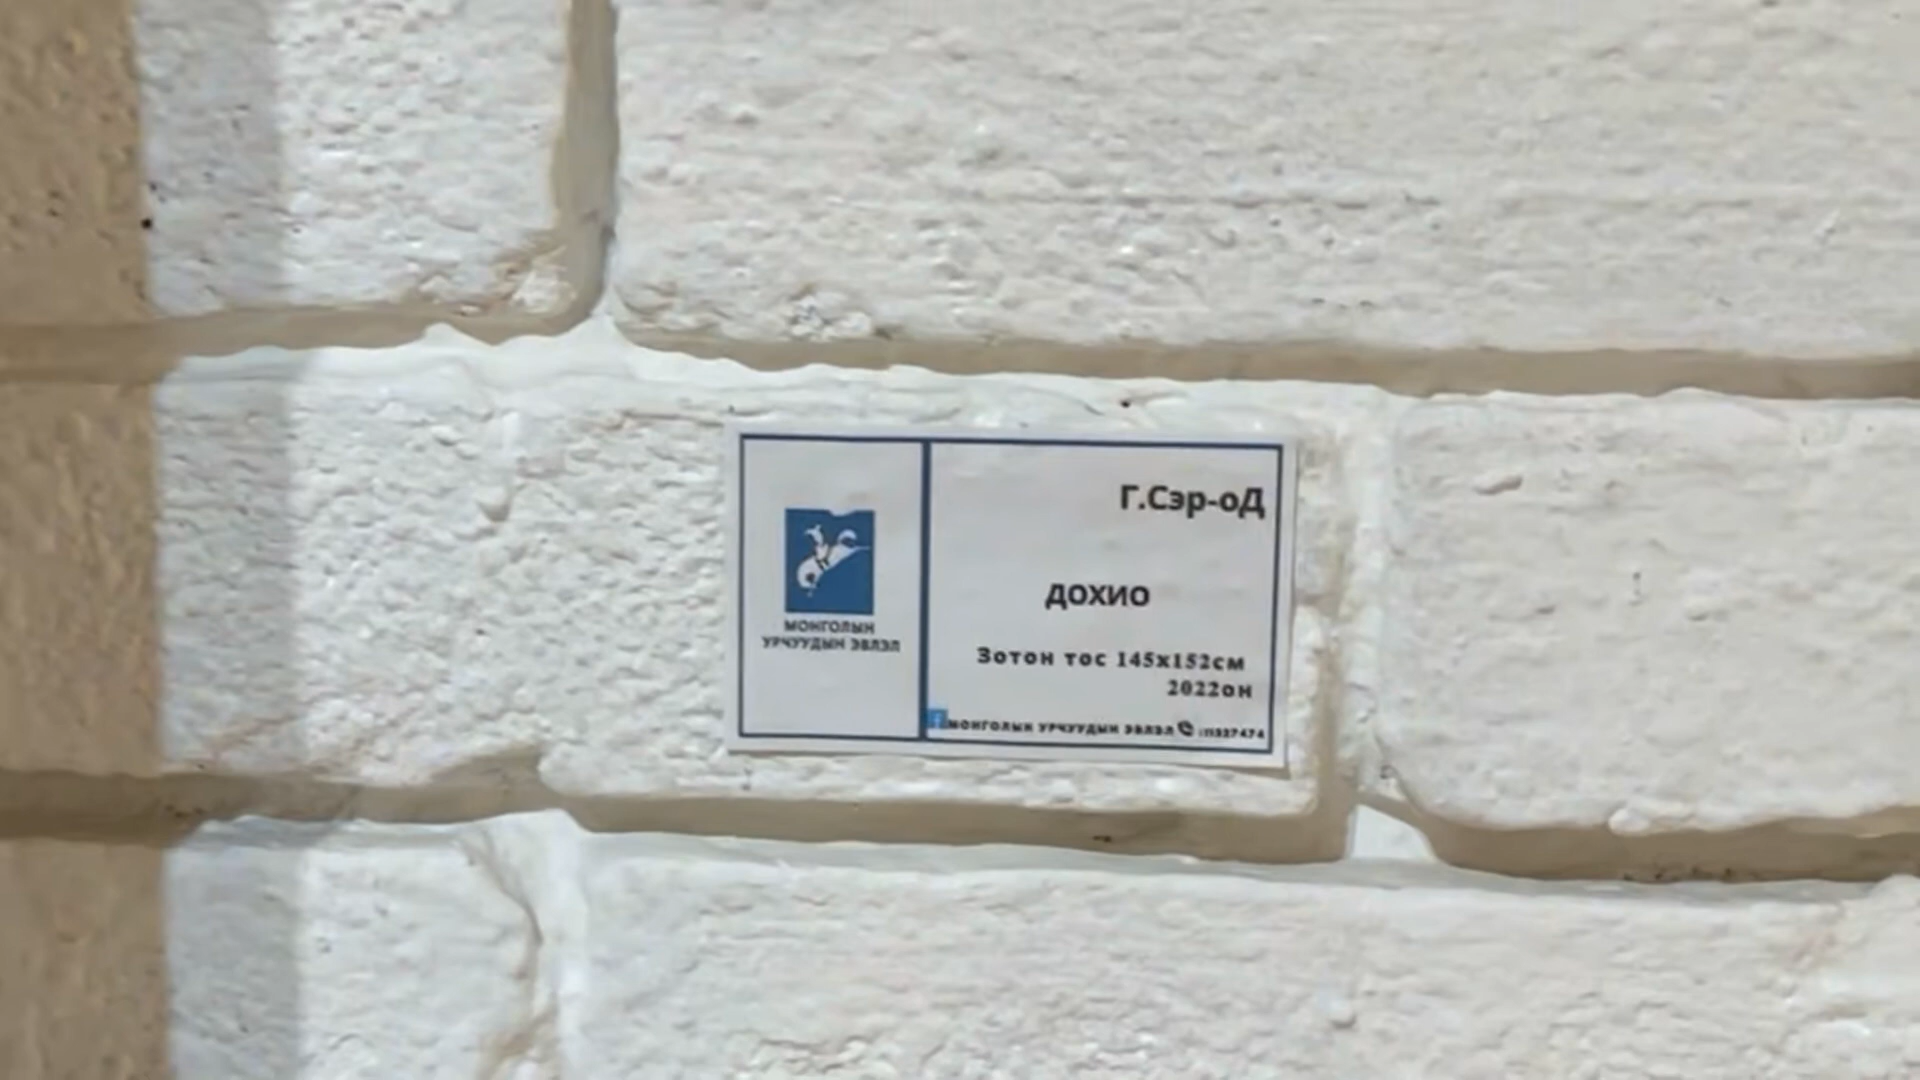 МОНГОЛЫН
УРЧУУДЫН ЭВЛЭЛ
Г.Сэр-оД
ДОХИО
Зотон тос 145x152см
2022он
МОНГОЛЫН УРЧУУДЫН ЭВЛЭЛ